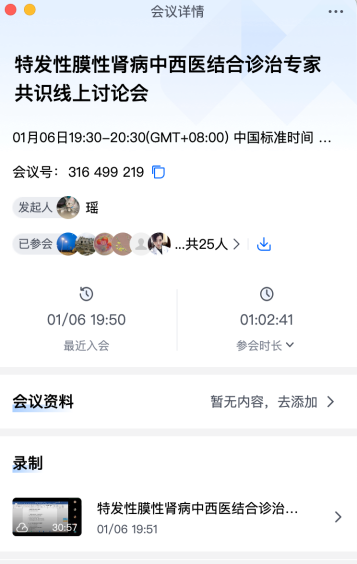 会议详情
特发性膜性肾病中西医结合诊治专家
共识线上讨论会
01月06日19:30-20:30(GMT+08:00) 中国标准时间 ...
会议号： 316 499 219
发起人 瑶
已参会 ...共25人
01/06 19:50
最近入会
01:02:41
参会时长
会议资料
暂无内容，去添加
录制
30:57
特发性膜性肾病中西医结合诊治...
01/06 19:51